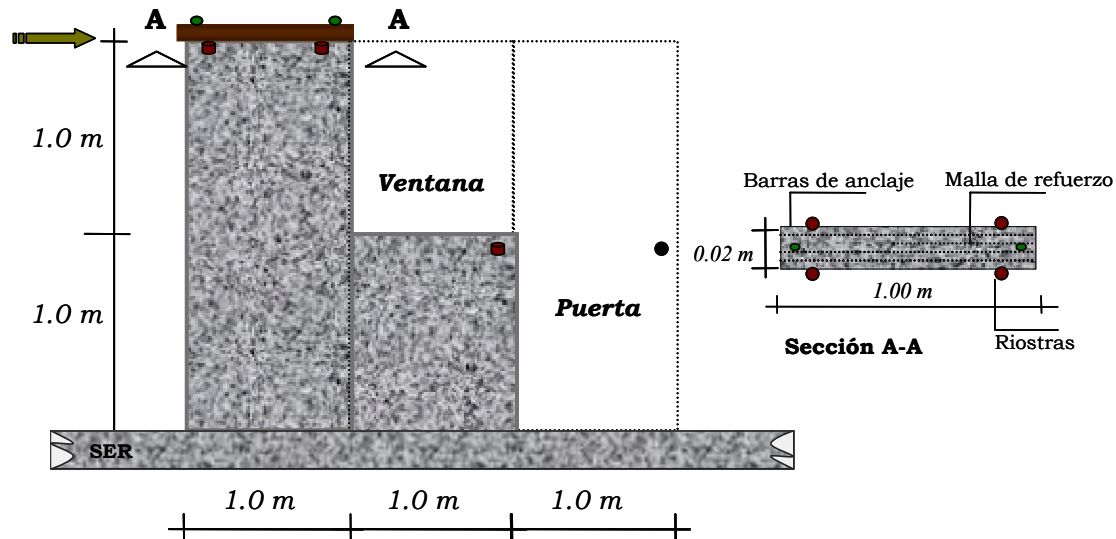 A
A
1.0 m
Ventana
1.0 m
Puerta
SER
1.0 m
1.0 m
1.0 m
Barras de anclaje
Malla de refuerzo
0.02 m
1.00 m
Sección A-A
Riostras